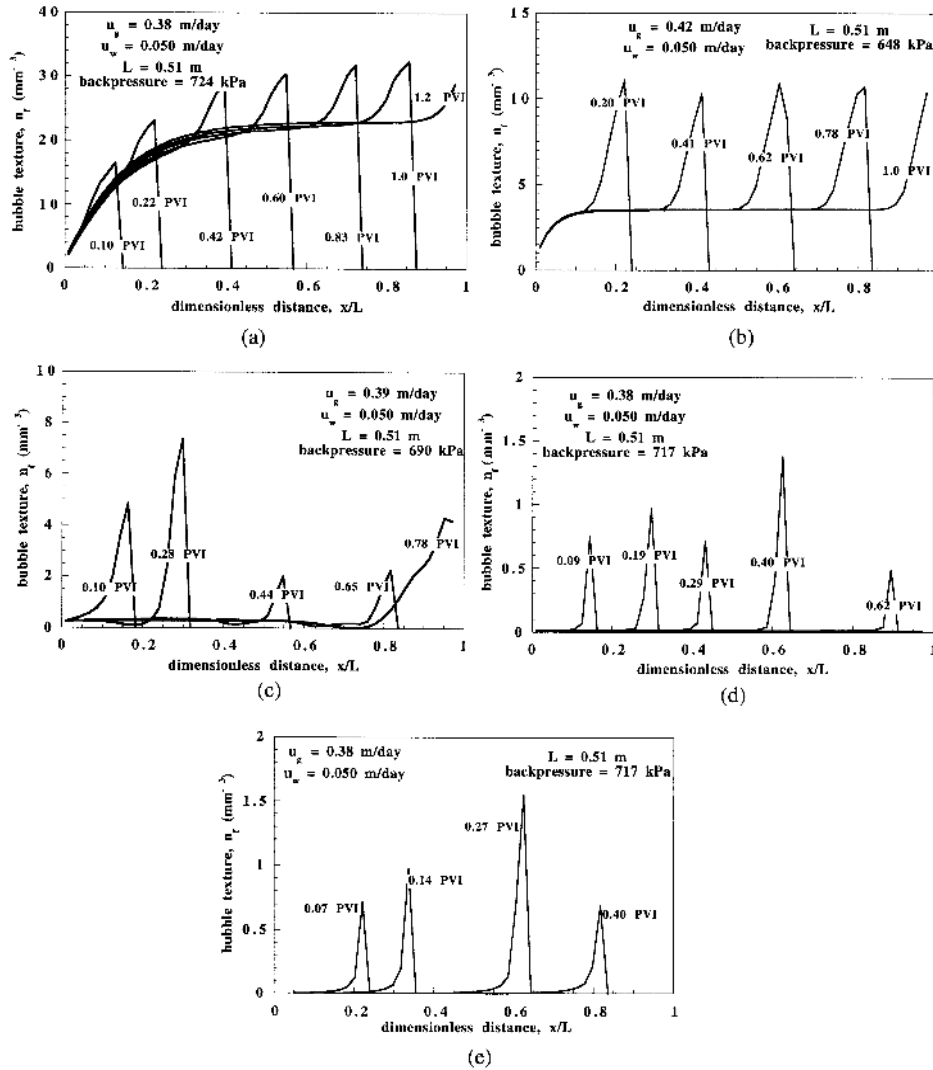 u_g = 0.38 m/day
u_w = 0.050 m/day
L = 0.51 m
backpressure = 724 kPa
bubble texture, n_f (mm⁻³)
40
30
20
10
0
0.10 PVI
0.22 PVI
0.42 PVI
0.60 PVI
0.83 PVI
1.0 PVI
1.2 PVI
0 0.2 0.4 0.6 0.8 1
dimensionless distance, x/L
(a)
u_g = 0.42 m/day
u_w = 0.050 m/day
L = 0.51 m
backpressure = 648 kPa
bubble texture, n_f (mm⁻³)
15
10
5
0
0.20 PVI
0.41 PVI
0.62 PVI
0.78 PVI
1.0 PVI
0 0.2 0.4 0.6 0.8 1
dimensionless distance, x/L
(b)
u_g = 0.39 m/day
u_w = 0.050 m/day
L = 0.51 m
backpressure = 690 kPa
bubble texture, n_f (mm⁻³)
10
8
6
4
2
0
0.10 PVI
0.28 PVI
0.44 PVI
0.65 PVI
0.78 PVI
0 0.2 0.4 0.6 0.8 1
dimensionless distance, x/L
(c)
u_g = 0.38 m/day
u_w = 0.050 m/day
L = 0.51 m
backpressure = 717 kPa
bubble texture, n_f (mm⁻³)
2
1.5
1
0.5
0
0.09 PVI
0.19 PVI
0.29 PVI
0.40 PVI
0.62 PVI
0 0.2 0.4 0.6 0.8 1
dimensionless distance, x/L
(d)
u_g = 0.38 m/day
u_w = 0.050 m/day
L = 0.51 m
backpressure = 717 kPa
bubble texture, n_f (mm⁻³)
2
1.5
1
0.5
0
0.07 PVI
0.14 PVI
0.27 PVI
0.40 PVI
0 0.2 0.4 0.6 0.8 1
dimensionless distance, x/L
(e)